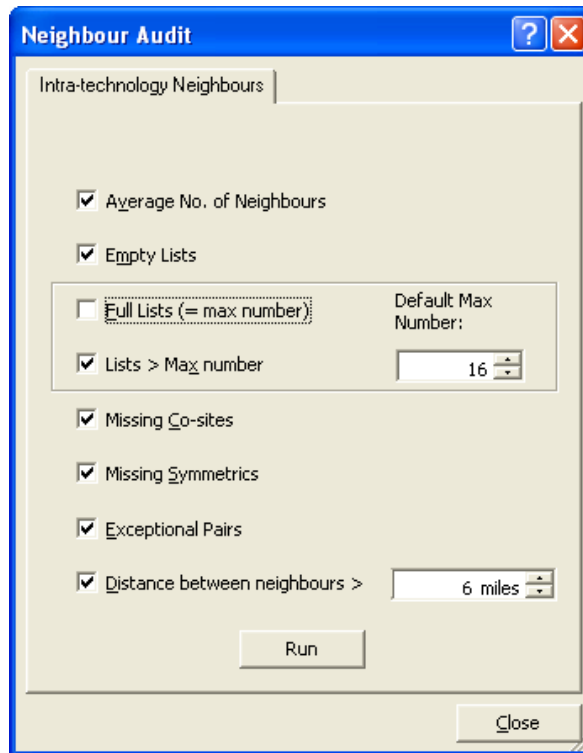 Neighbour Audit
Intra-technology Neighbours
Average No. of Neighbours
Empty Lists
Full Lists (= max number)
Default Max
Number:
Lists > Max number
16
Missing Co-sites
Missing Symmetrics
Exceptional Pairs
Distance between neighbours >
6 miles
Run
Close